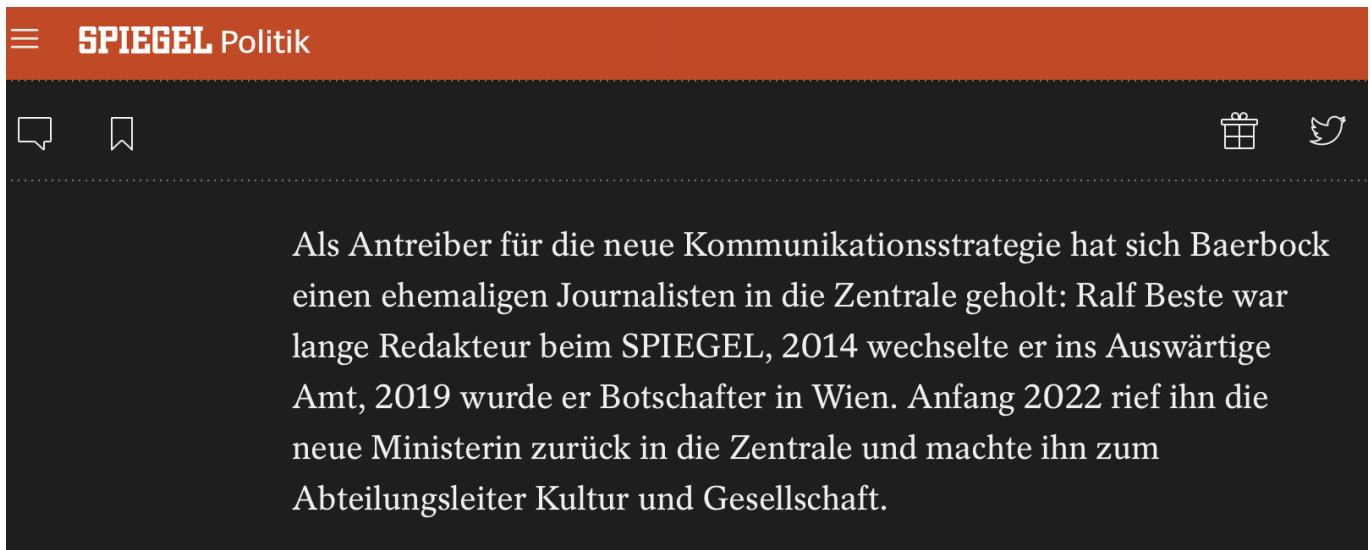 SPIEGEL Politik
Als Antreiber für die neue Kommunikationsstrategie hat sich Baerbock
einen ehemaligen Journalisten in die Zentrale geholt: Ralf Beste war
lange Redakteur beim SPIEGEL, 2014 wechselte er ins Auswärtige
Amt, 2019 wurde er Botschafter in Wien. Anfang 2022 rief ihn die
neue Ministerin zurück in die Zentrale und machte ihn zum
Abteilungsleiter Kultur und Gesellschaft.